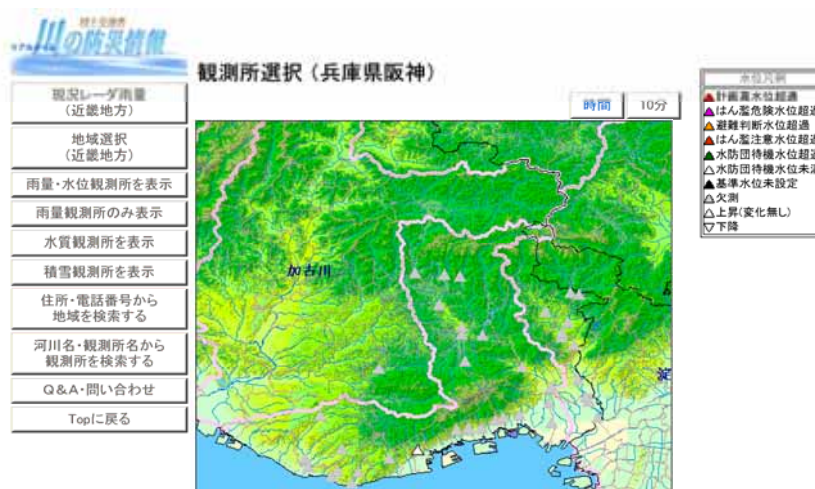 国土交通省
リアルタイム
川の防災情報
観測所選択(兵庫県阪神)
時間
10分
現況レーダ雨量
(近畿地方)
地域選択
(近畿地方)
雨量・水位観測所を表示
雨量観測所のみ表示
水質観測所を表示
積雪観測所を表示
住所・電話番号から
地域を検索する
河川名・観測所名から
観測所を検索する
Q&A・問い合わせ
Topに戻る
加古川
淀
水位凡例
計画高水位超過
はん濫危険水位超過
避難判断水位超過
はん濫注意水位超過
水防団待機水位超過
水防団待機水位未満
基準水位未設定
欠測
上昇(変化無し)
下降